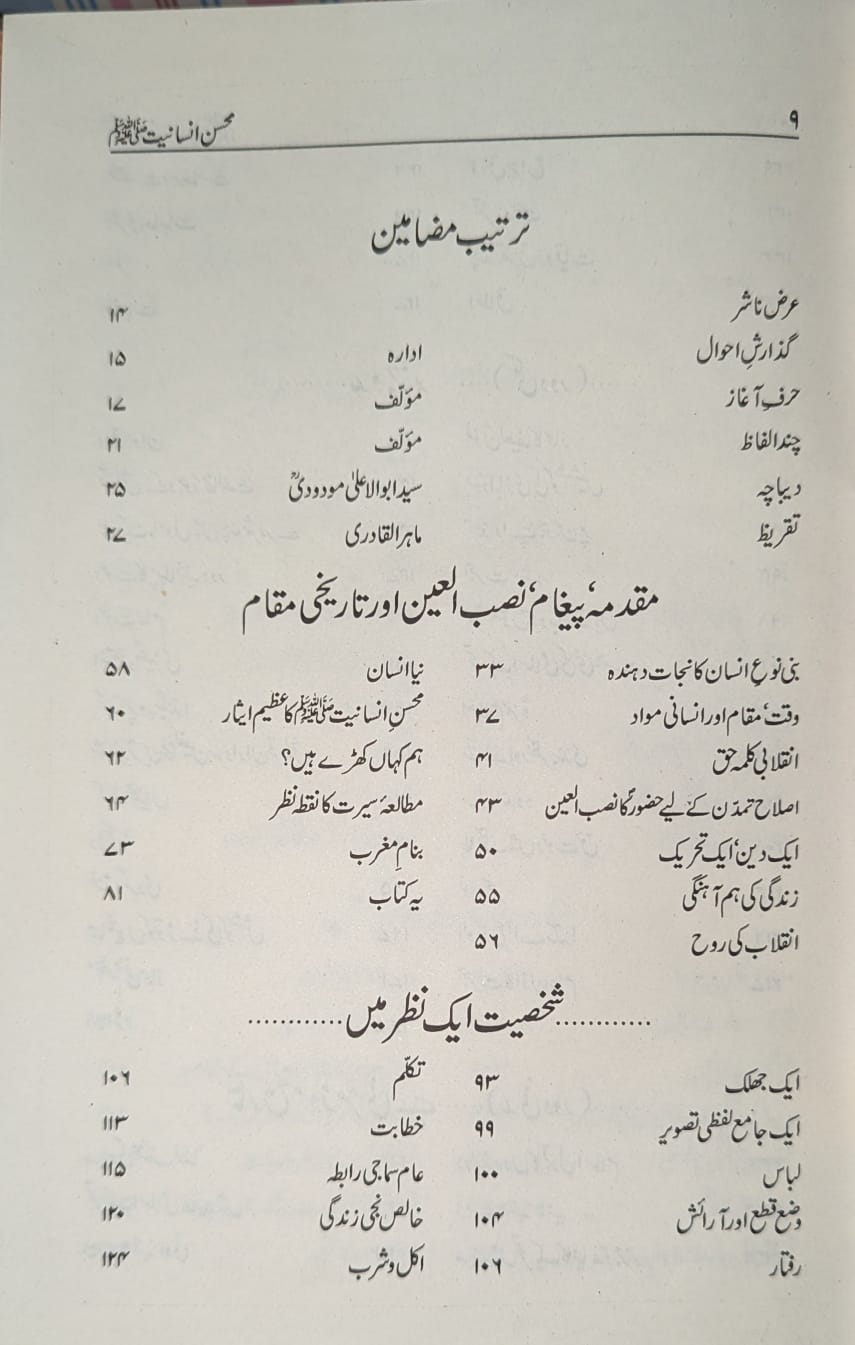 ۹ محسن انسانیت ﷺ
ترتیب مضامین
عرض ناشر ۱۴
گذارشِ احوال ادارہ ۱۵
حرفِ آغاز مؤلّف ۱۷
چند الفاظ مؤلّف ۲۱
دیباچہ سید ابوالاعلیٰ مودودیؒ ۲۵
تقریظ ماہر القادری ۲۷
مقدمہ‘ پیغام‘ نصب العین اور تاریخی مقام
بنی نوعِ انسان کا نجات دہندہ ۳۳ نیا انسان ۵۸
وقت‘ مقام اور انسانی مواد ۳۷ محسنِ انسانیت ﷺ کا عظیم ایثار ۶۰
انقلابی کلمہ حق ۴۱ ہم کہاں کھڑے ہیں؟ ۶۲
اصلاح تمدّن کے لیے حضورؐ کا نصب العین ۴۳ مطالعۂ سیرت کا نقطہ نظر ۶۴
ایک دین‘ ایک تحریک ۵۰ بنامِ مغرب ۷۳
زندگی کی ہم آہنگی ۵۵ یہ کتاب ۸۱
انقلاب کی روح ۵۶
............شخصیت ایک نظر میں............
ایک جھلک ۹۳ تکلّم ۱۰۶
ایک جامع لفظی تصویر ۹۹ خطابت ۱۱۳
لباس ۱۰۰ عام سماجی رابطہ ۱۱۵
وضع قطع اور آرائش ۱۰۴ خالص نجی زندگی ۱۲۰
رفتار ۱۰۶ اکل و شرب ۱۲۴